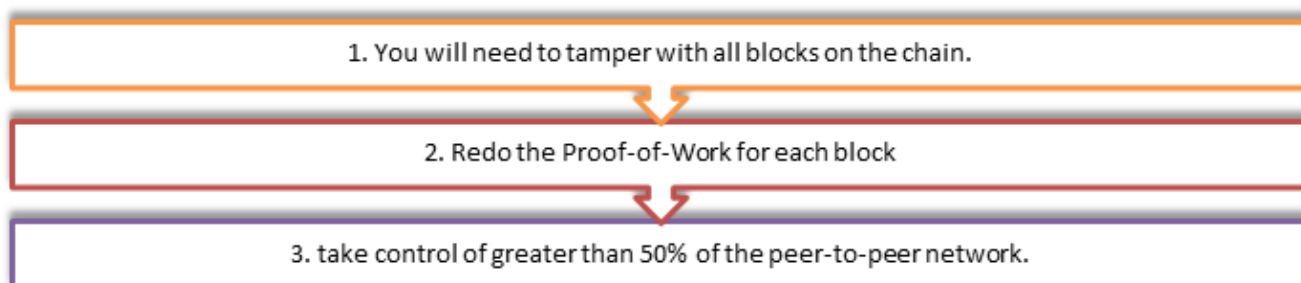 1. You will need to tamper with all blocks on the chain.
2. Redo the Proof-of-Work for each block
3. take control of greater than 50% of the peer-to-peer network.